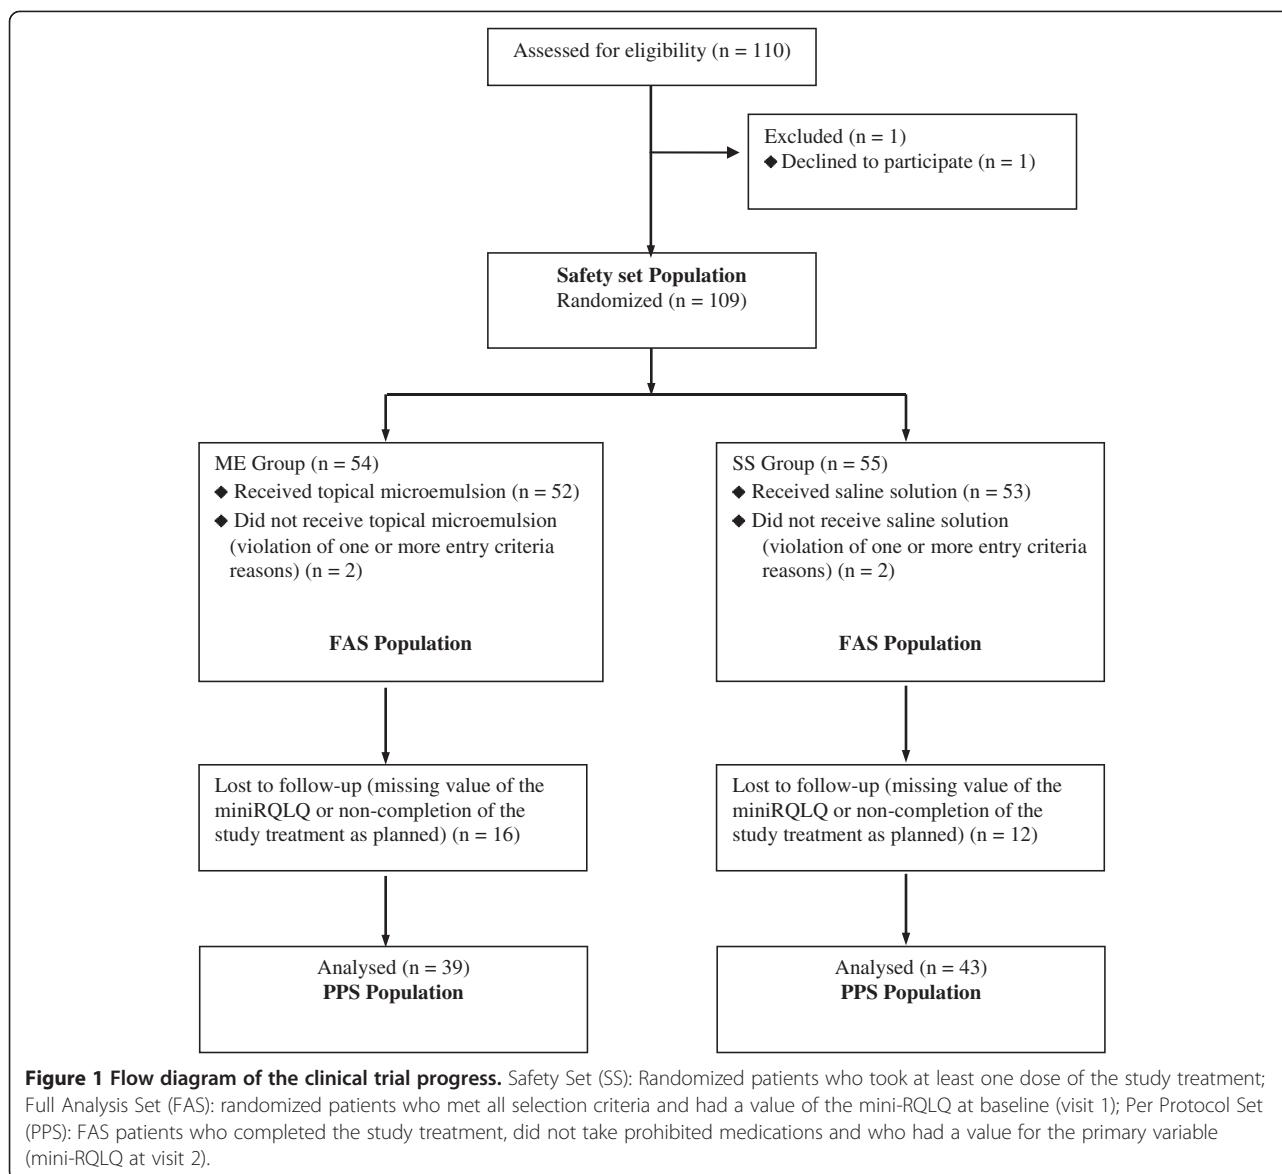 Assessed for eligibility (n = 110)
Excluded (n = 1)
◆ Declined to participate (n = 1)
Safety set Population
Randomized (n = 109)
ME Group (n = 54)
◆ Received topical microemulsion (n = 52)
◆ Did not receive topical microemulsion
(violation of one or more entry criteria
reasons) (n = 2)
FAS Population
SS Group (n = 55)
◆ Received saline solution (n = 53)
◆ Did not receive saline solution
(violation of one or more entry criteria
reasons) (n = 2)
FAS Population
Lost to follow-up (missing value of the
miniRQLQ or non-completion of the
study treatment as planned) (n = 16)
Lost to follow-up (missing value of the
miniRQLQ or non-completion of the
study treatment as planned) (n = 12)
Analysed (n = 39)
PPS Population
Analysed (n = 43)
PPS Population
Figure 1 Flow diagram of the clinical trial progress. Safety Set (SS): Randomized patients who took at least one dose of the study treatment;
Full Analysis Set (FAS): randomized patients who met all selection criteria and had a value of the mini-RQLQ at baseline (visit 1); Per Protocol Set
(PPS): FAS patients who completed the study treatment, did not take prohibited medications and who had a value for the primary variable
(mini-RQLQ at visit 2).